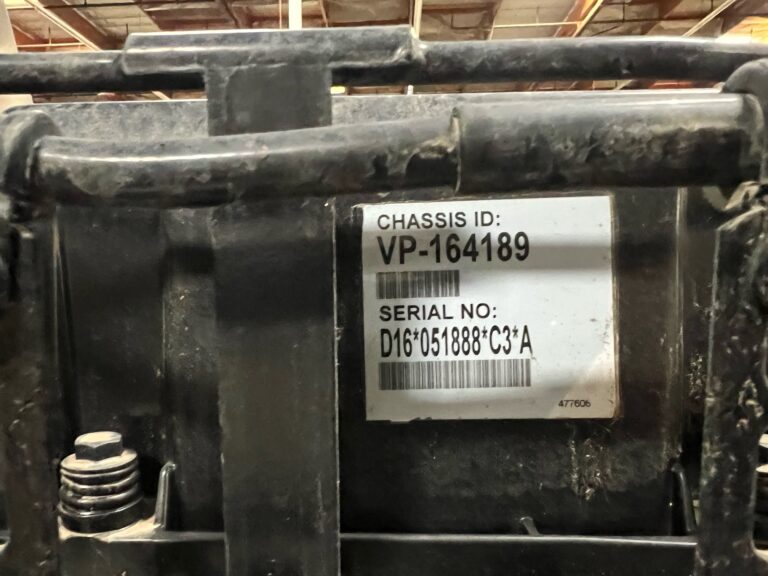 CHASSIS ID:
VP-164189
SERIAL NO:
D16*051888*C3*A
477606